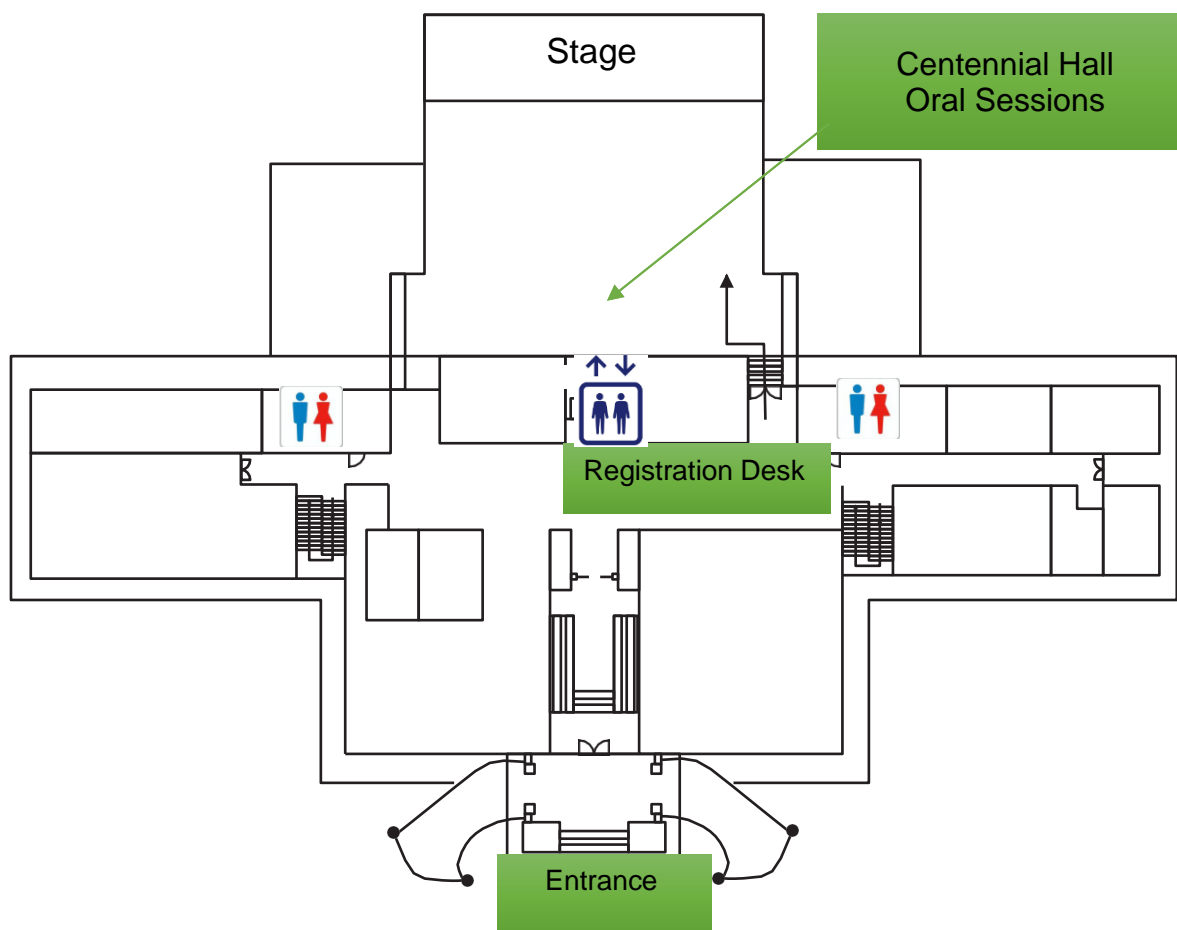 Stage
Centennial Hall
Oral Sessions
Registration Desk
Entrance